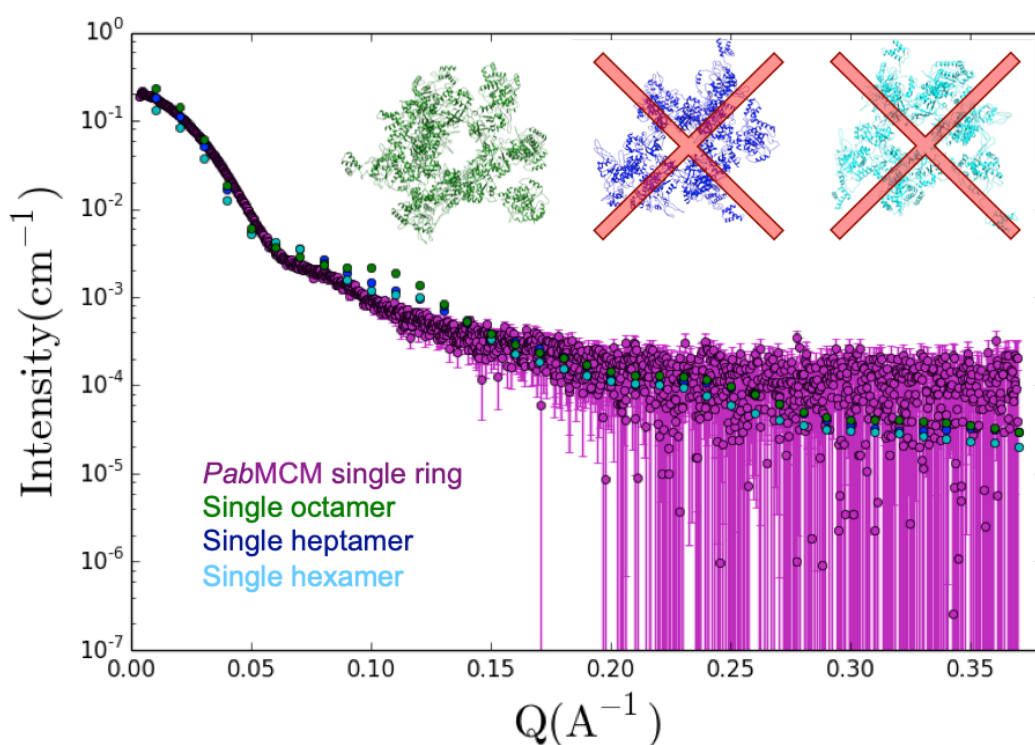 10⁰
10⁻¹
10⁻²
10⁻³
10⁻⁴
10⁻⁵
10⁻⁶
10⁻⁷
Intensity(cm⁻¹)
PabMCM single ring
Single octamer
Single heptamer
Single hexamer
0.00 0.05 0.10 0.15 0.20 0.25 0.30 0.35
Q(A⁻¹)